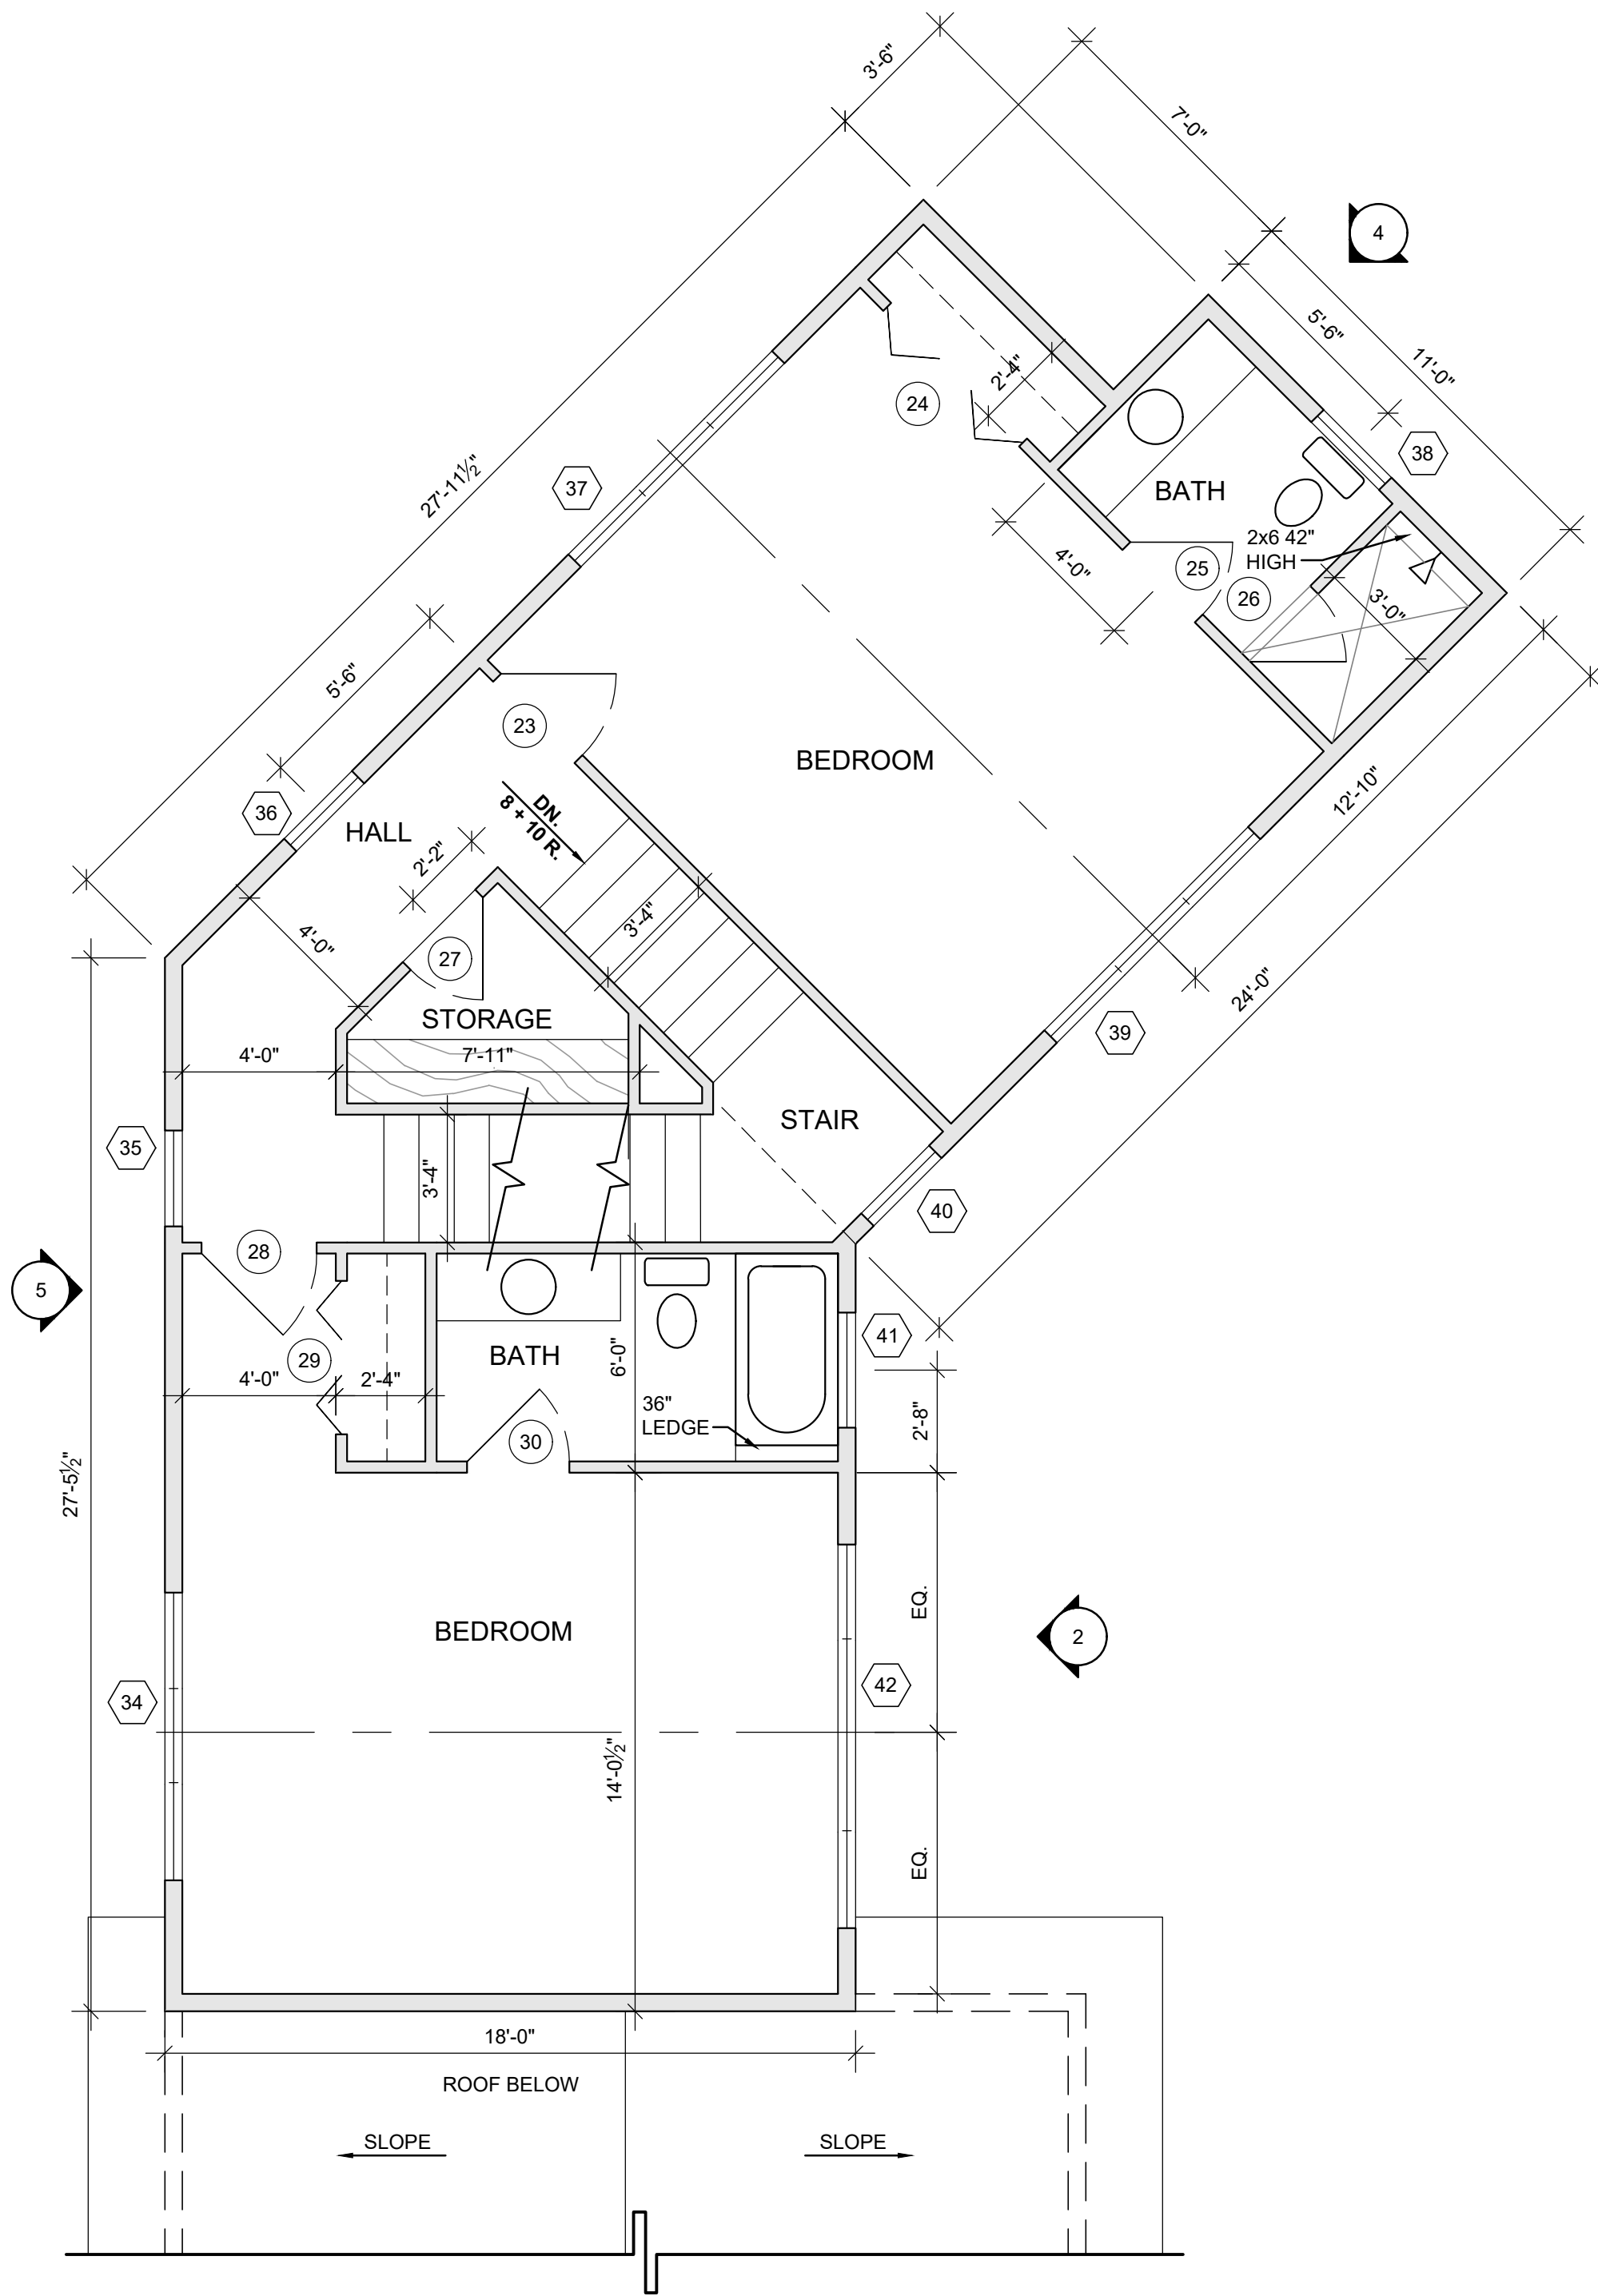 3'-6"
7'-0"
4
5'-6"
11'-0"
2'-4"
24
38
27'-11½"
37
BATH
2x6 42"
HIGH
25
26
4'-0"
3'-0"
5'-6"
23
BEDROOM
12'-10"
36
HALL
DN.
8 + 10 R.
2'-2"
3'-4"
4'-0"
27
24'-0"
STORAGE
39
4'-0"
7'-11"
STAIR
35
3'-4"
40
28
5
41
29
BATH
6'-0"
4'-0"
2'-4"
36"
LEDGE
30
2'-8"
27'-5½"
EQ.
BEDROOM
2
34
42
14'-0½"
EQ.
18'-0"
ROOF BELOW
SLOPE
SLOPE